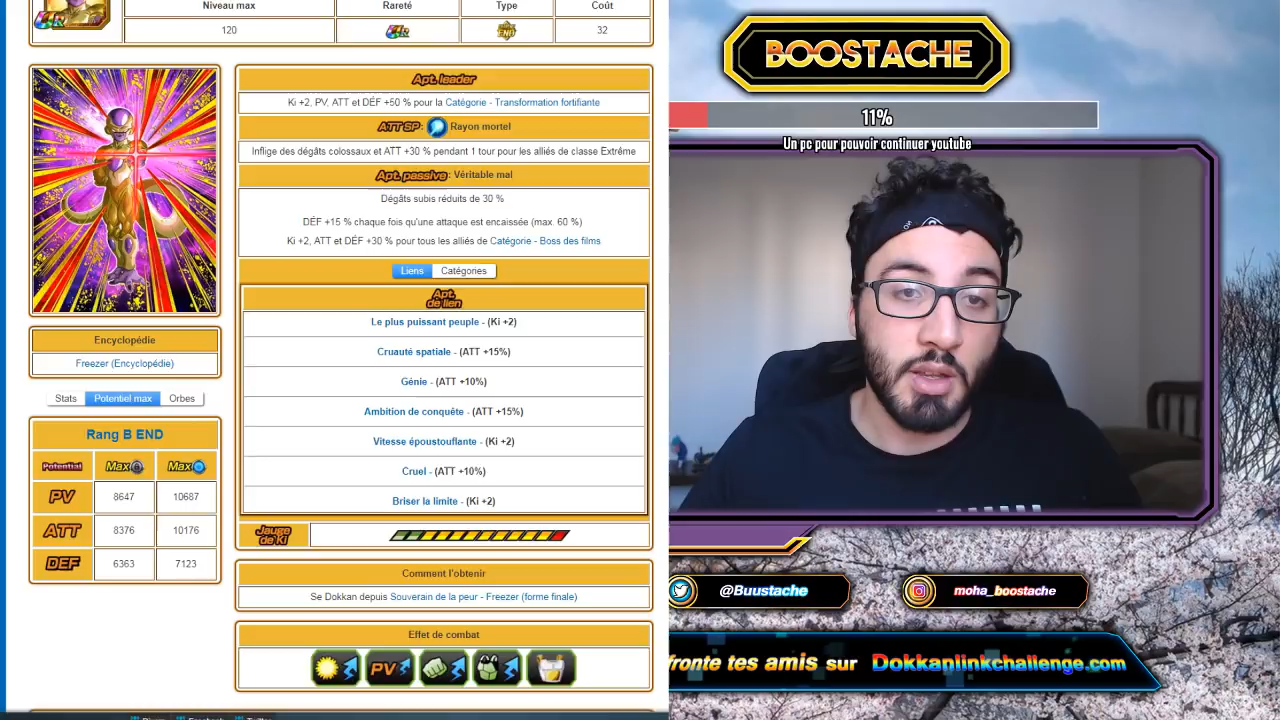 Niveau max
Rareté
Type
Coût
120
UR
END
32
Apt. leader
Ki +2, PV, ATT et DÉF +50 % pour la Catégorie - Transformation fortifiante
ATT SP: Rayon mortel
Inflige des dégâts colossaux et ATT +30 % pendant 1 tour pour les alliés de classe Extrême
Apt. passive: Véritable mal
Dégâts subis réduits de 30 %
DÉF +15 % chaque fois qu'une attaque est encaissée (max. 60 %)
Ki +2, ATT et DÉF +30 % pour tous les alliés de Catégorie - Boss des films
Liens
Catégories
Apt. de lien
Le plus puissant peuple - (Ki +2)
Cruauté spatiale - (ATT +15%)
Génie - (ATT +10%)
Ambition de conquête - (ATT +15%)
Vitesse époustouflante - (Ki +2)
Cruel - (ATT +10%)
Briser la limite - (Ki +2)
Jauge de Ki
Comment l'obtenir
Se Dokkan depuis Souverain de la peur - Freezer (forme finale)
Effet de combat
PV
Encyclopédie
Freezer (Encyclopédie)
Stats
Potentiel max
Orbes
Rang B END
Potential
Max
Max
PV
8647
10687
ATT
8376
10176
DEF
6363
7123
BOOSTACHE
11%
Un pc pour pouvoir continuer youtube
@Buustache
moha_boostache
fronte tes amis sur Dokkanlinkchallenge.com